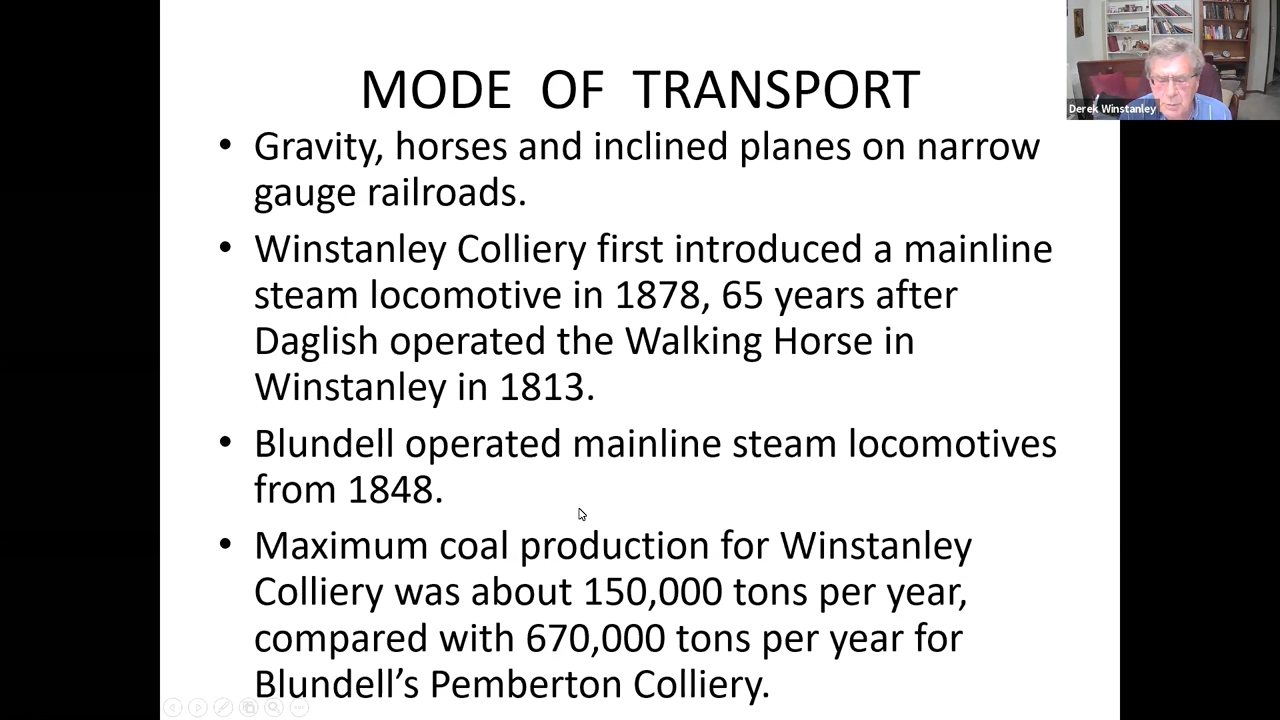 MODE OF TRANSPORT
Derek Winstanley
• Gravity, horses and inclined planes on narrow
gauge railroads.
• Winstanley Colliery first introduced a mainline
steam locomotive in 1878, 65 years after
Daglish operated the Walking Horse in
Winstanley in 1813.
• Blundell operated mainline steam locomotives
from 1848.
• Maximum coal production for Winstanley
Colliery was about 150,000 tons per year,
compared with 670,000 tons per year for
Blundell’s Pemberton Colliery.